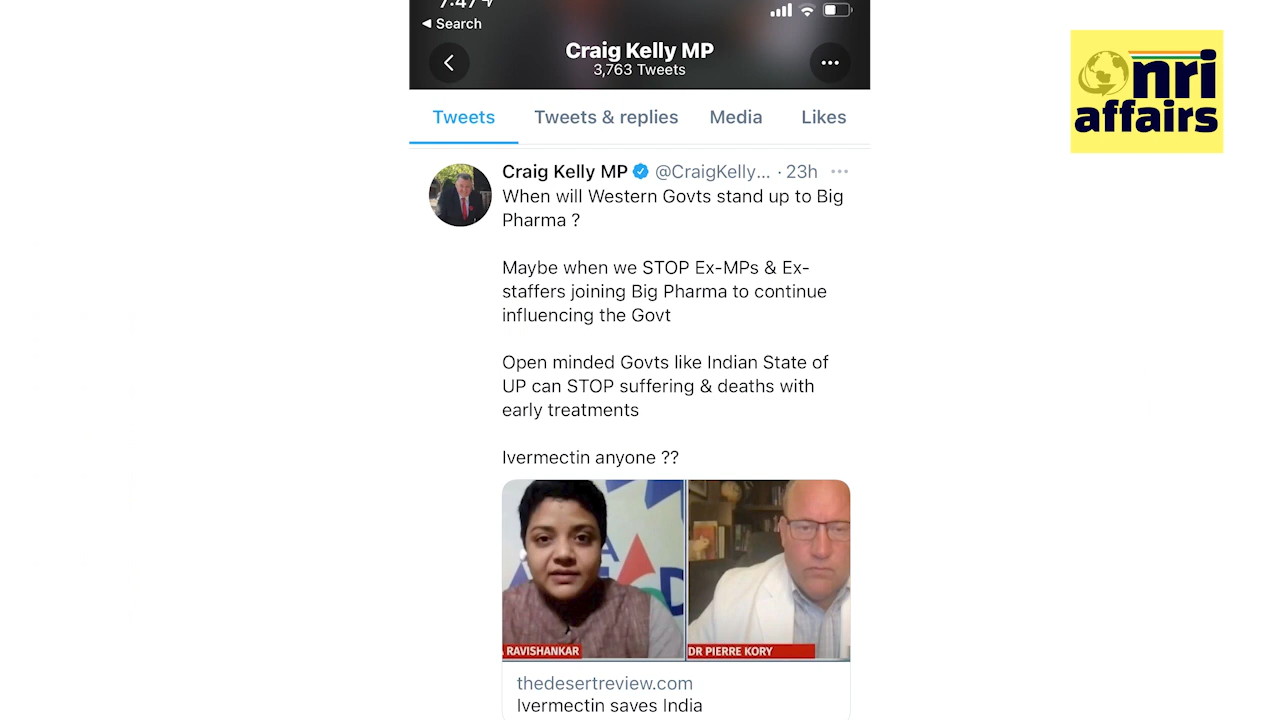 7:47
◀ Search
Craig Kelly MP
3,763 Tweets
nri
affairs
Tweets Tweets & replies Media Likes
Craig Kelly MP @CraigKelly... · 23h
When will Western Govts stand up to Big
Pharma ?
Maybe when we STOP Ex-MPs & Ex-
staffers joining Big Pharma to continue
influencing the Govt
Open minded Govts like Indian State of
UP can STOP suffering & deaths with
early treatments
Ivermectin anyone ??
RAVISHANKAR
DR PIERRE KORY
thedesertreview.com
Ivermectin saves India